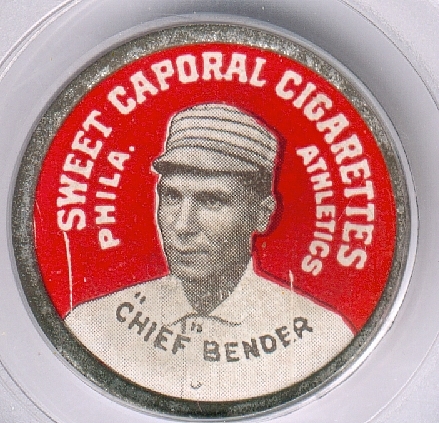 SWEET CAPORAL CIGARETTES
PHILA.
ATHLETICS
"CHIEF" BENDER